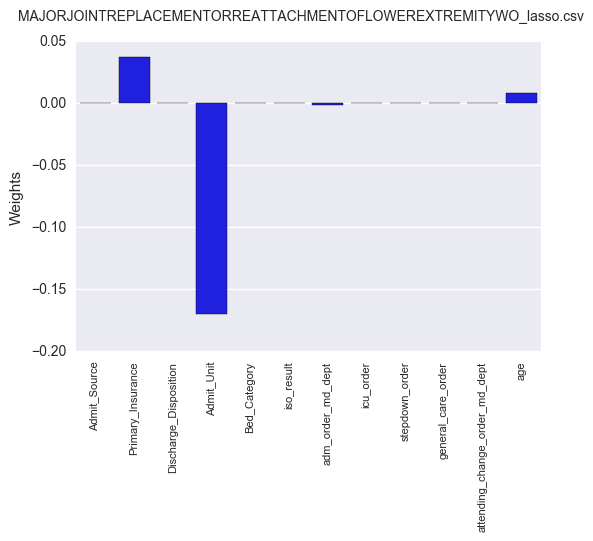 MAJORJOINTREPLACEMENTORREATTACHMENTOFLOWEREXTREMITYWO_lasso.csv
0.05
0.00
−0.05
−0.10
−0.15
−0.20
Weights
Admit_Source
Primary_Insurance
Discharge_Disposition
Admit_Unit
Bed_Category
iso_result
adm_order_md_dept
icu_order
stepdown_order
general_care_order
attending_change_order_md_dept
age